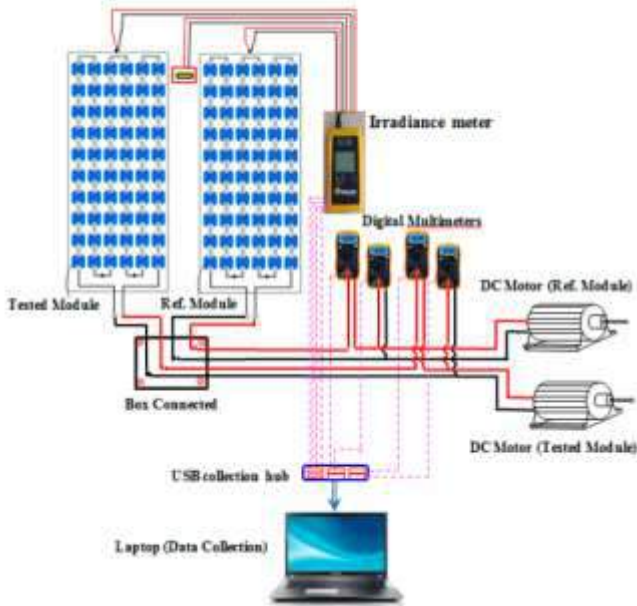 Irradiance meter
Digital Multimeters
Tested Module
Ref. Module
DC Motor (Ref. Module)
Box Connected
DC Motor (Tested Module)
USB collection hub
Laptop (Data Collection)